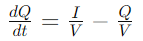 dQ/dt = I/V − Q/V